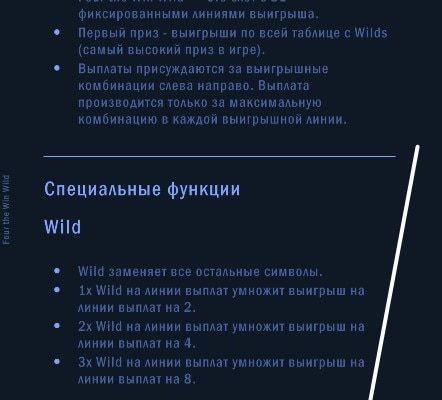 фиксированными линиями выигрыша.
Первый приз - выигрыши по всей таблице с Wilds
(самый высокий приз в игре).
Выплаты присуждаются за выигрышные
комбинации слева направо. Выплата
производится только за максимальную
комбинацию в каждой выигрышной линии.
Специальные функции
Wild
Wild заменяет все остальные символы.
1x Wild на линии выплат умножит выигрыш на
линии выплат на 2.
2x Wild на линии выплат умножит выигрыш на
линии выплат на 4.
3x Wild на линии выплат умножит выигрыш на
линии выплат на 8.
Four the Win Wild